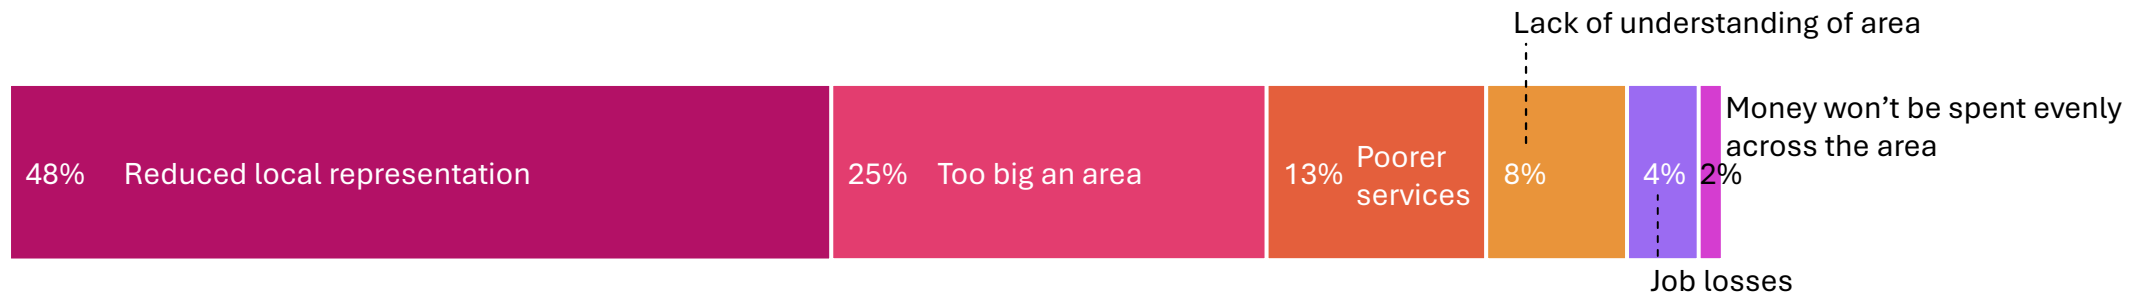 Lack of understanding of area
48% Reduced local representation
25% Too big an area
13%
Poorer
services
8%
4%
2%
Money won’t be spent evenly
across the area
Job losses